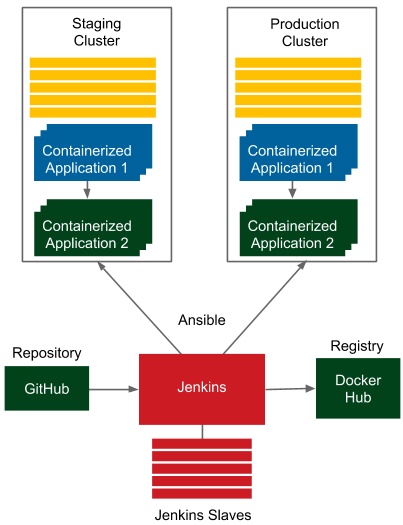 Staging
Cluster
Production
Cluster
Containerized
Application 1
Containerized
Application 2
Containerized
Application 1
Containerized
Application 2
Ansible
Repository
GitHub
Jenkins
Registry
Docker
Hub
Jenkins Slaves